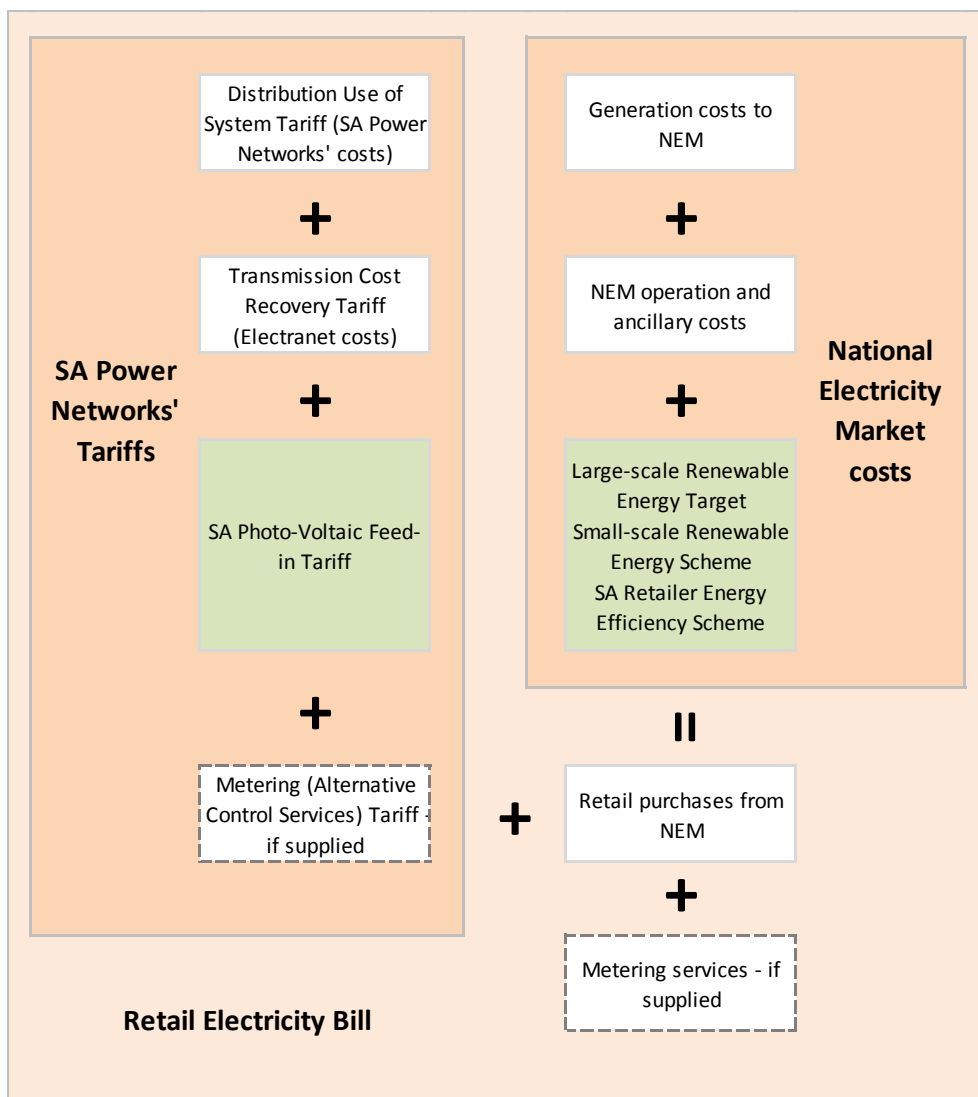 Distribution Use of
System Tariff (SA Power
Networks' costs)
+
Transmission Cost
Recovery Tariff
(Electranet costs)
+
SA Power
Networks'
Tariffs
SA Photo-Voltaic Feed-
in Tariff
+
Metering (Alternative
Control Services) Tariff -
if supplied
+
Generation costs to
NEM
+
NEM operation and
ancillary costs
+
National
Electricity
Market
costs
Large-scale Renewable
Energy Target
Small-scale Renewable
Energy Scheme
SA Retailer Energy
Efficiency Scheme
=
Retail purchases from
NEM
+
Metering services - if
supplied
Retail Electricity Bill